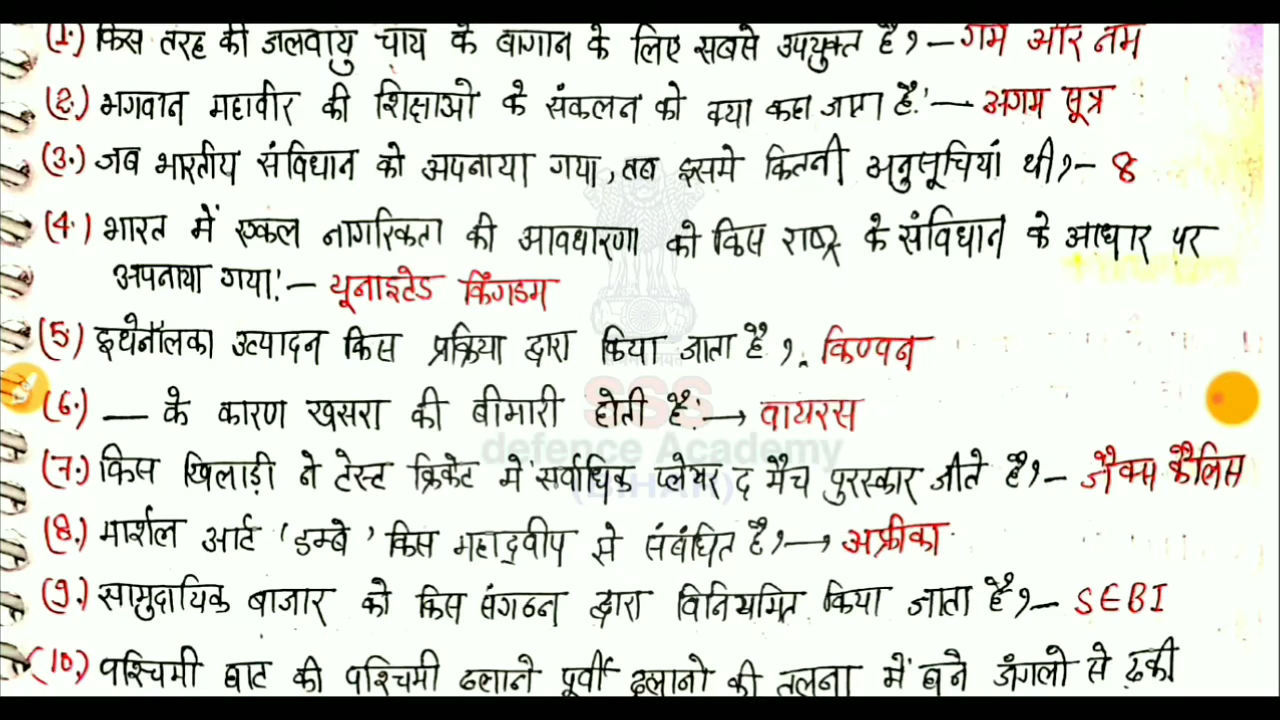 (1.) किस तरह की जलवायु चाय के बागान के लिए सबसे उपयुक्त है?- गर्म और नम
(2.) भगवान महावीर की शिक्षाओ के संकलन को क्या कहा जाता है:- अगम सूत्र
(3.) जब भारतीय संविधान को अपनाया गया, तब इसमे कितनी अनुसूचियां थी?- 8
(4.) भारत में एकल नागरिकता की आवधारणा को किस राष्ट्र के संविधान के आधार पर
अपनाया गया:- यूनाइटेड किंगडम
(5) इथेनॉलका उत्पादन किस प्रक्रिया द्वारा किया जाता है?. किण्वन
(6.) — के कारण खसरा की बीमारी होती है:→ वायरस
SSS
defence Academy
(7.) किस खिलाड़ी ने टेस्ट क्रिकेट में सर्वाधिक प्लेयर द मैच पुरस्कार जीते है?- जैक्स कैलिस
(BIHAR)
(8.) मार्शल आर्ट 'डम्बे' किस महाद्वीप से संबंधित है?→ अफ्रीका
(9.) सामुदायिक बाजार को किस संगठन द्वारा विनियमित किया जाता है?- SEBI
(10.) पश्चिमी घाट की पश्चिमी ढलाने पूर्वी ढलानो की तुलना में घने जंगलो से ढ़की